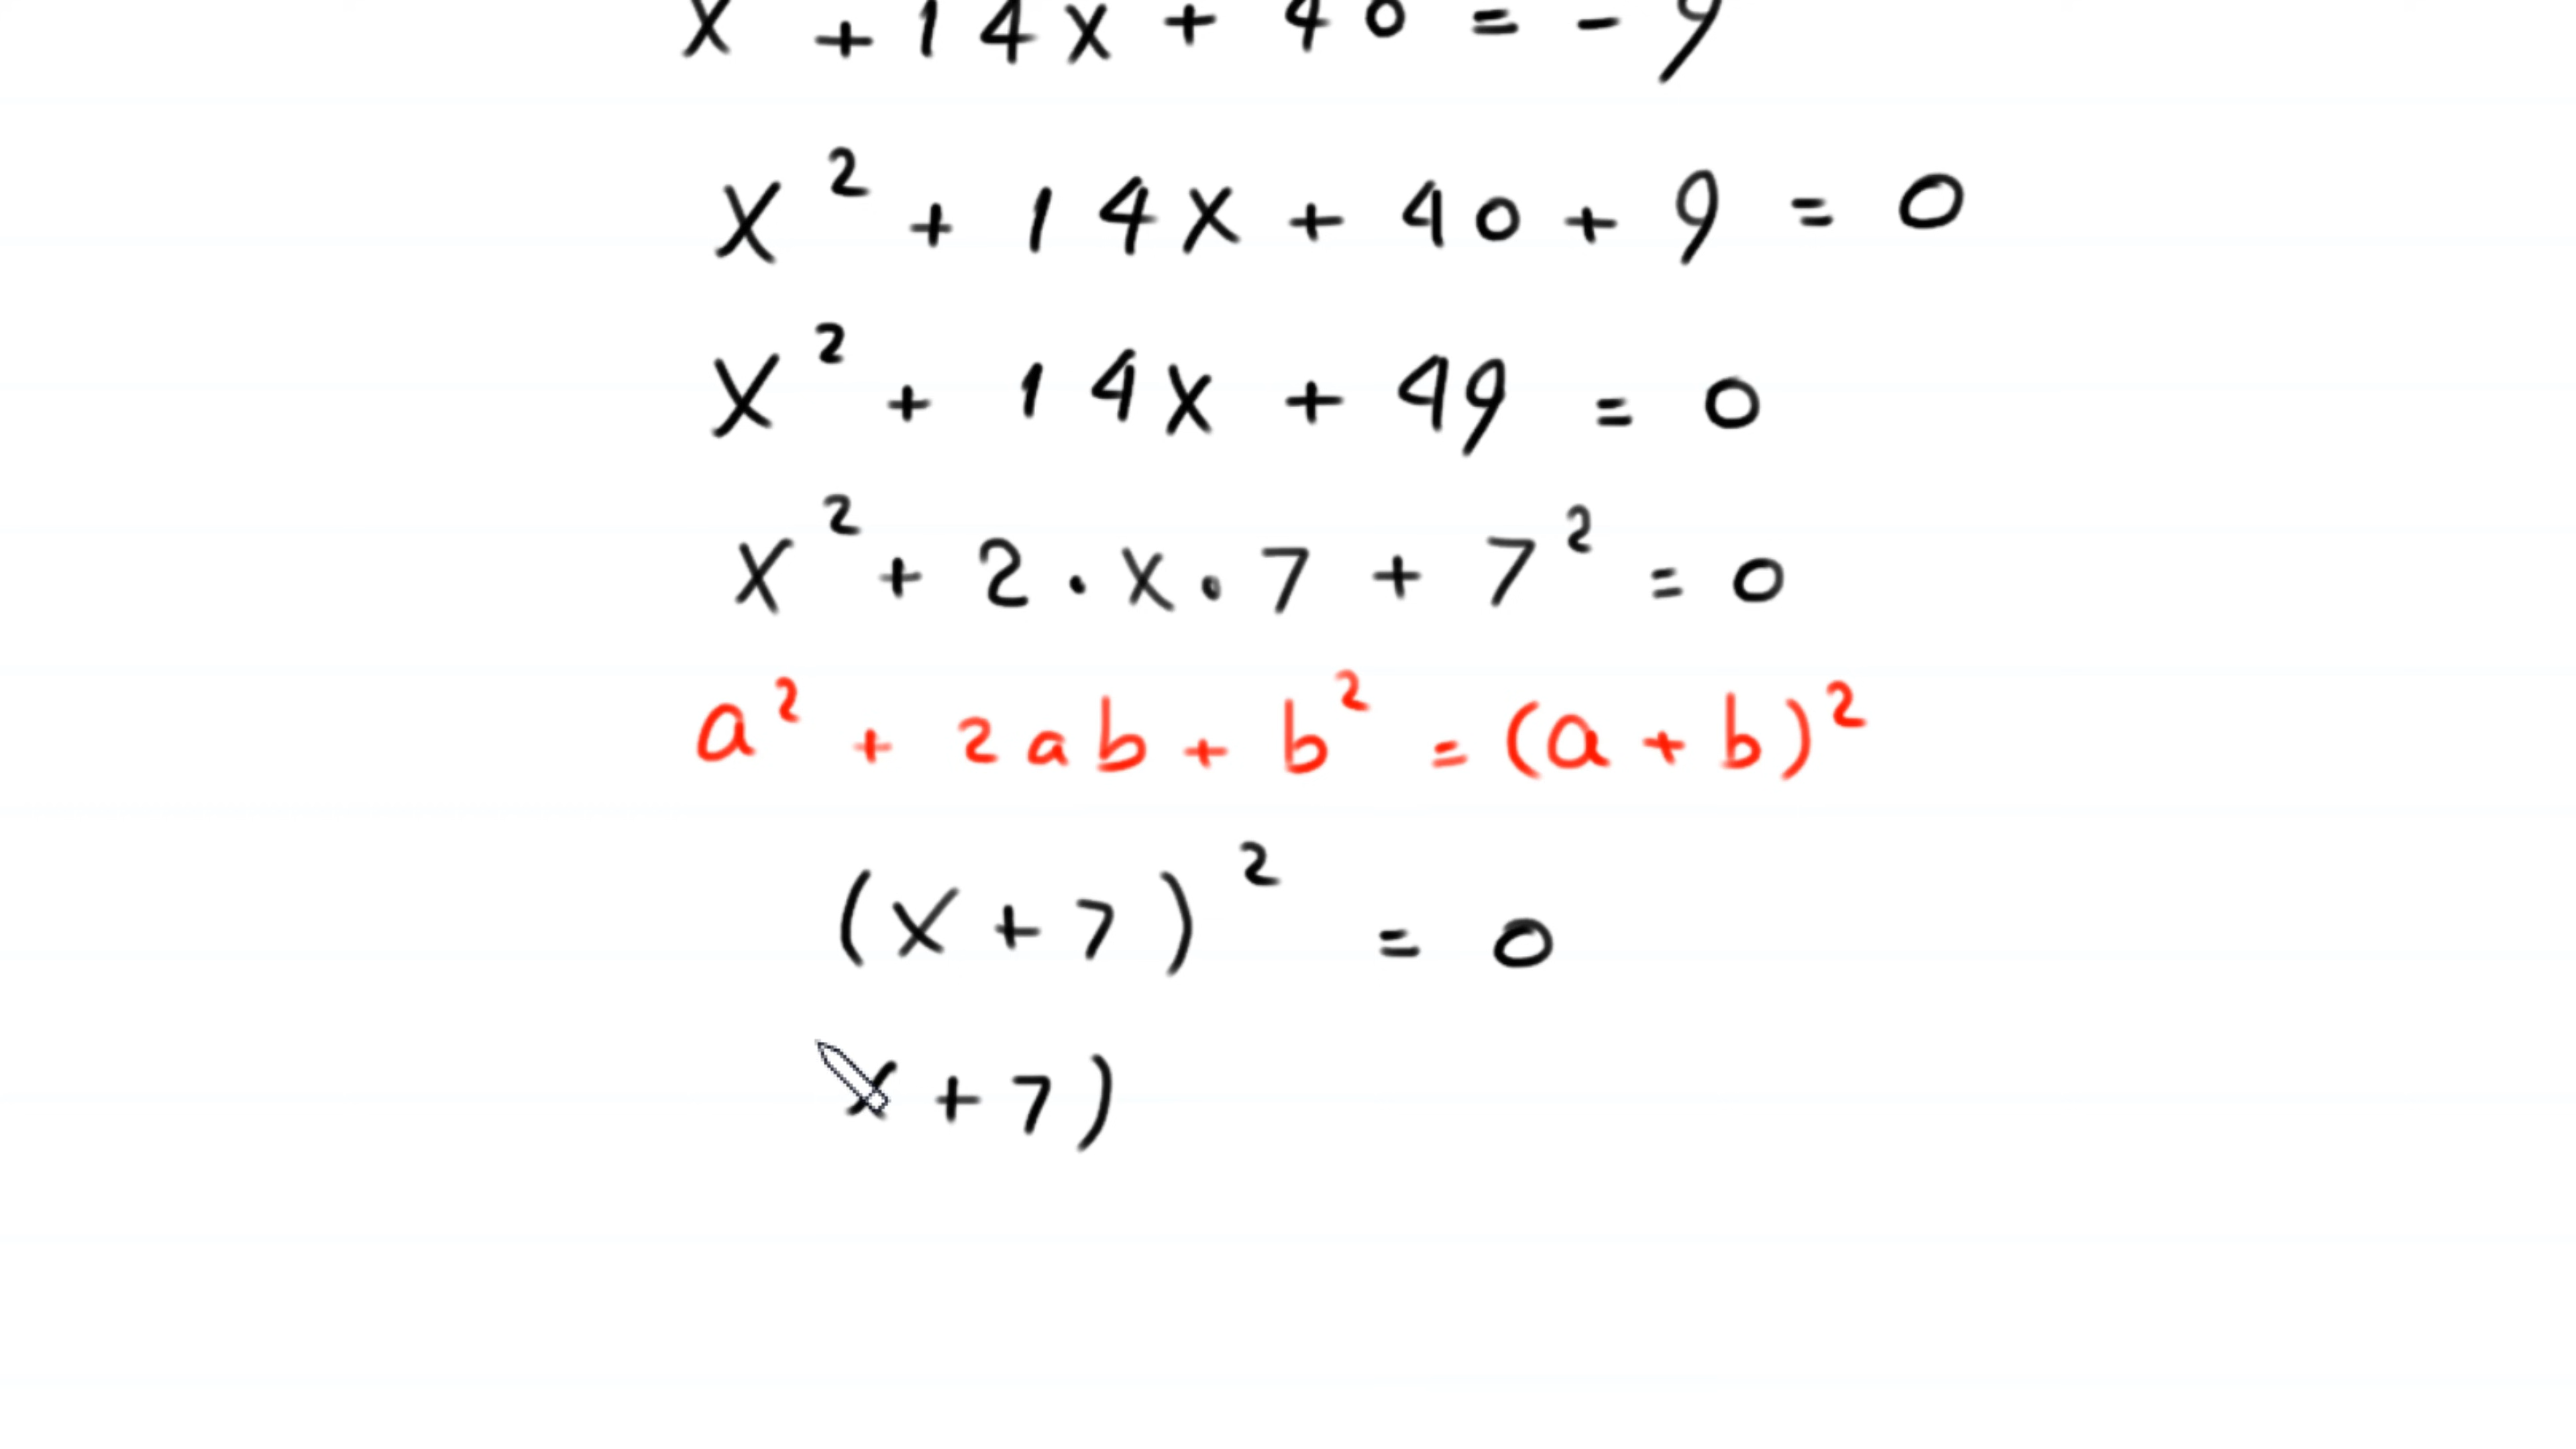 x + 14x + 40 = - 9
x² + 14x + 40 + 9 = 0
x² + 14x + 49 = 0
x² + 2 · x · 7 + 7² = 0
a² + 2ab + b² = (a + b)²
(x + 7)² = 0
x + 7)